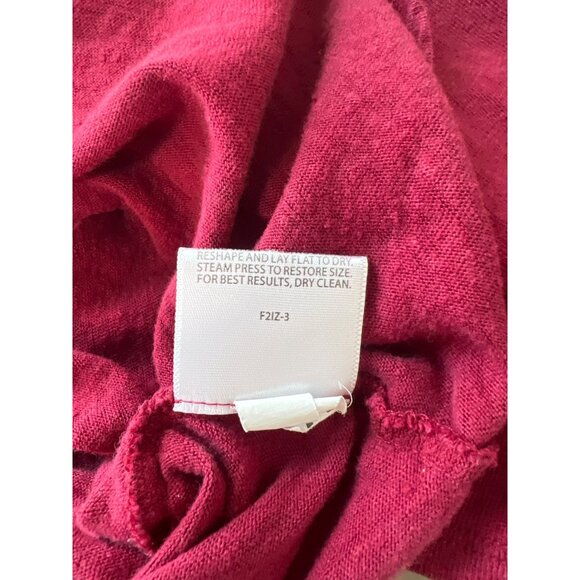 RESHAPE AND LAY FLAT TO DRY.
STEAM PRESS TO RESTORE SIZE.
FOR BEST RESULTS, DRY CLEAN.
F2IZ-3